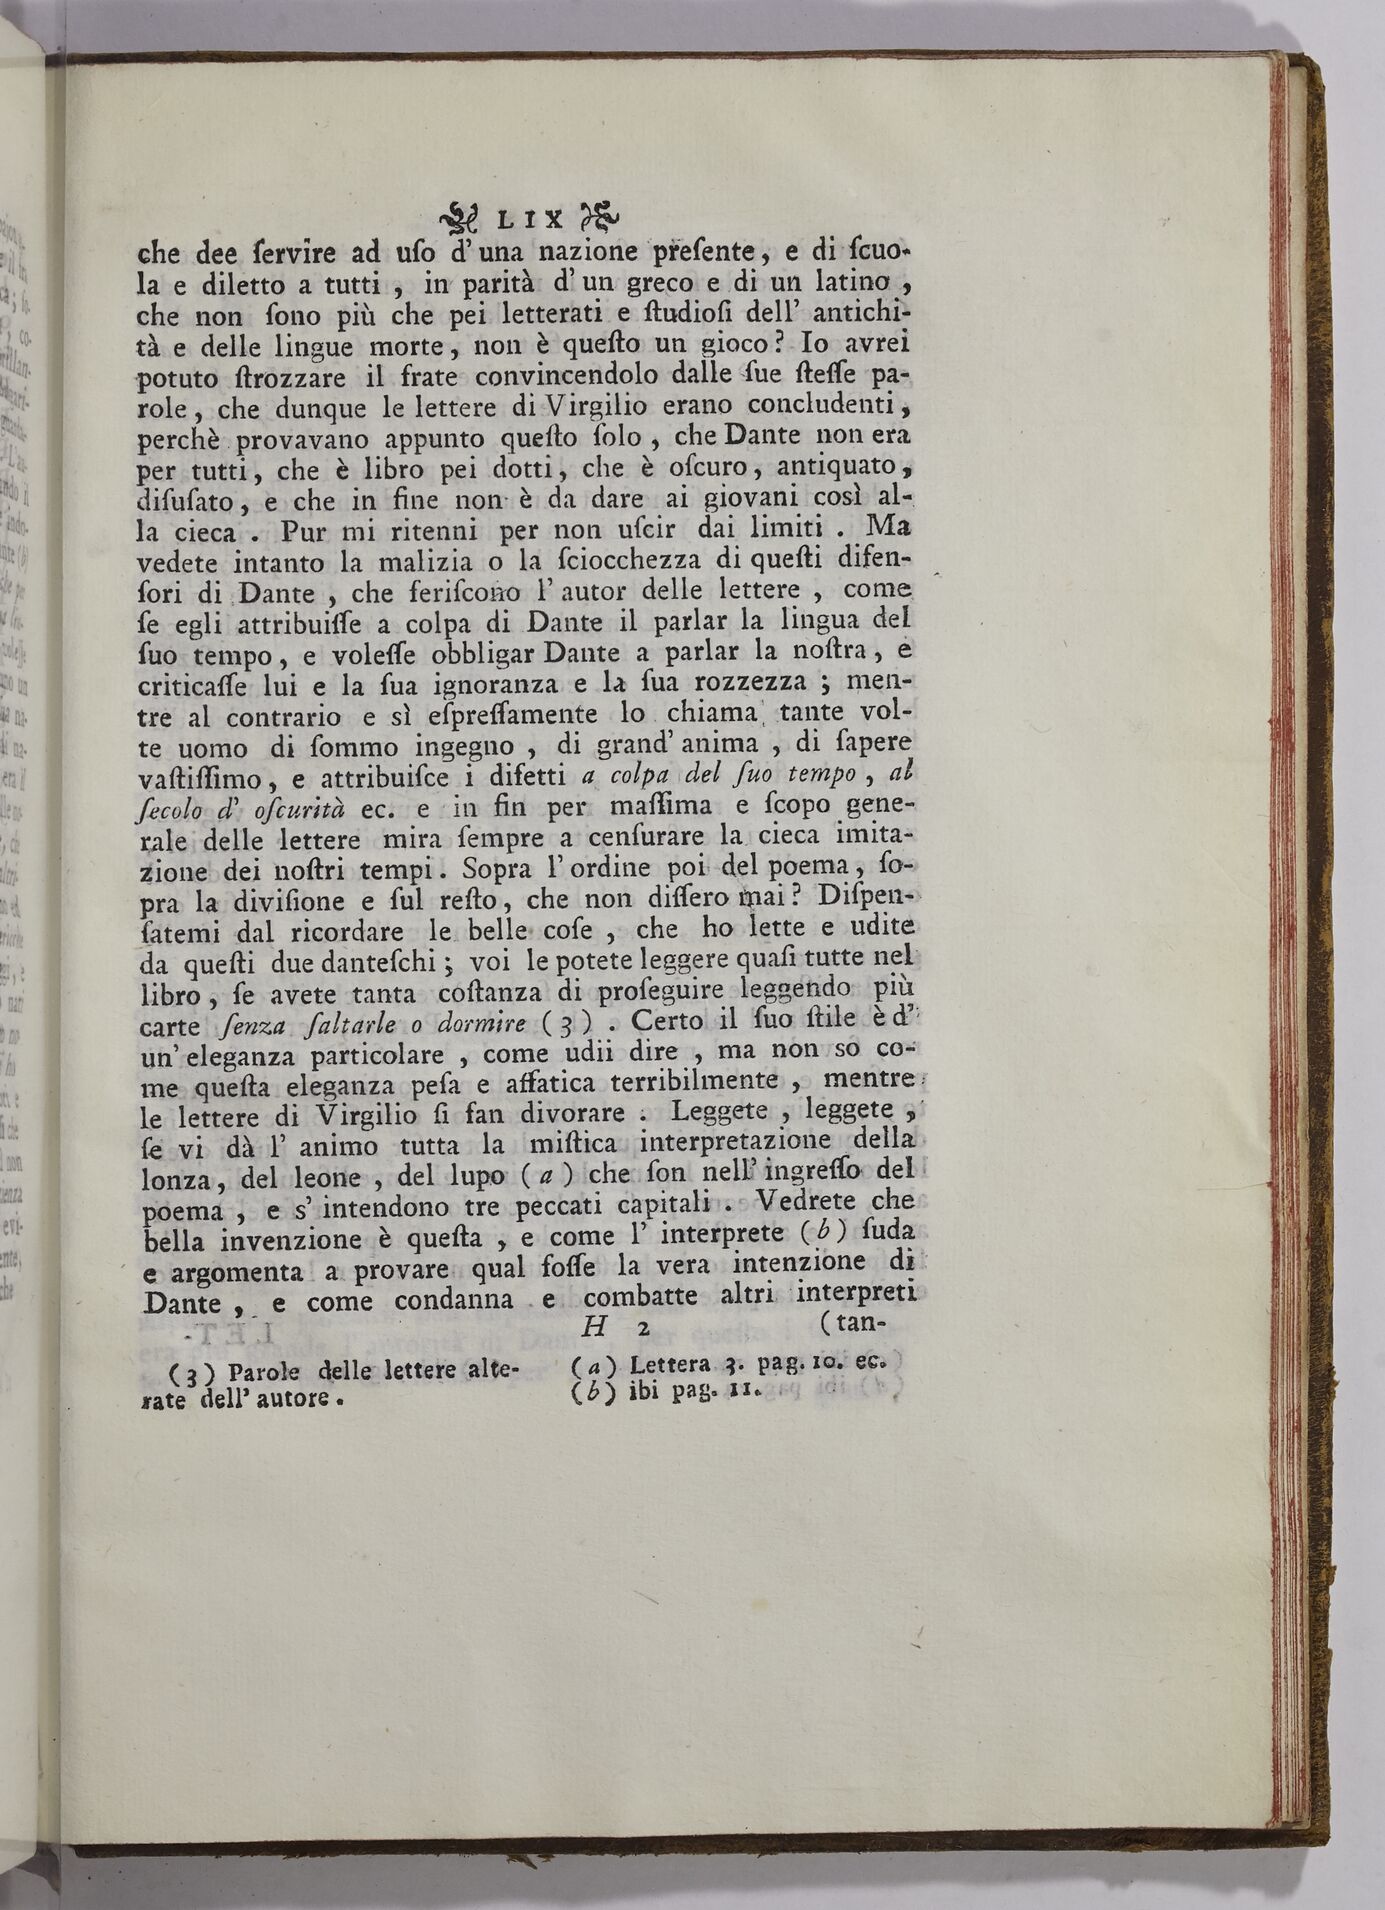 LIX
che dee ſervire ad uſo d' una nazione preſente, e di ſcuo-
la e diletto a tutti , in parità d' un greco e di un latino ,
che non ſono più che pei letterati e ſtudioſi dell' antichi-
tà e delle lingue morte, non è queſto un gioco? Io avrei
potuto ſtrozzare il frate convincendolo dalle ſue ſteſſe pa-
role, che dunque le lettere di Virgilio erano concludenti,
perchè provavano appunto queſto ſolo , che Dante non era
per tutti, che è libro pei dotti, che è oſcuro, antiquato,
diſuſato, e che in fine non è da dare ai giovani così al-
la cieca . Pur mi ritenni per non uſcir dai limiti . Ma
vedete intanto la malizia o la ſciocchezza di queſti difen-
ſori di Dante , che feriſcono l' autor delle lettere , come
ſe egli attribuiſſe a colpa di Dante il parlar la lingua del
ſuo tempo, e voleſſe obbligar Dante a parlar la noſtra, e
criticaſſe lui e la ſua ignoranza e la ſua rozzezza ; men-
tre al contrario e sì eſpreſſamente lo chiama tante vol-
te uomo di ſommo ingegno , di grand' anima , di ſapere
vaſtiſſimo, e attribuiſce i difetti a colpa del ſuo tempo, al
ſecolo d' oſcurità ec. e in fin per maſſima e ſcopo gene-
rale delle lettere mira ſempre a cenſurare la cieca imita-
zione dei noſtri tempi. Sopra l' ordine poi del poema, ſo-
pra la diviſione e ſul reſto, che non diſſero mai? Diſpen-
ſatemi dal ricordare le belle coſe , che ho lette e udite
da queſti due danteſchi; voi le potete leggere quaſi tutte nel
libro, ſe avete tanta coſtanza di proſeguire leggendo più
carte ſenza ſaltarle o dormire (3) . Certo il ſuo ſtile è d'
un' eleganza particolare , come udii dire , ma non so co-
me queſta eleganza peſa e affatica terribilmente , mentre
le lettere di Virgilio ſi fan divorare . Leggete , leggete ,
ſe vi dà l' animo tutta la miſtica interpretazione della
lonza, del leone , del lupo (a) che ſon nell' ingreſſo del
poema , e s' intendono tre peccati capitali . Vedrete che
bella invenzione è queſta , e come l' interprete (b) ſuda
e argomenta a provare qual foſſe la vera intenzione di
Dante , e come condanna e combatte altri interpreti
H 2 (tan-
(3) Parole delle lettere alte-
rate dell' autore.
(a) Lettera 3. pag. 10. ec.
(b) ibi pag. 11.